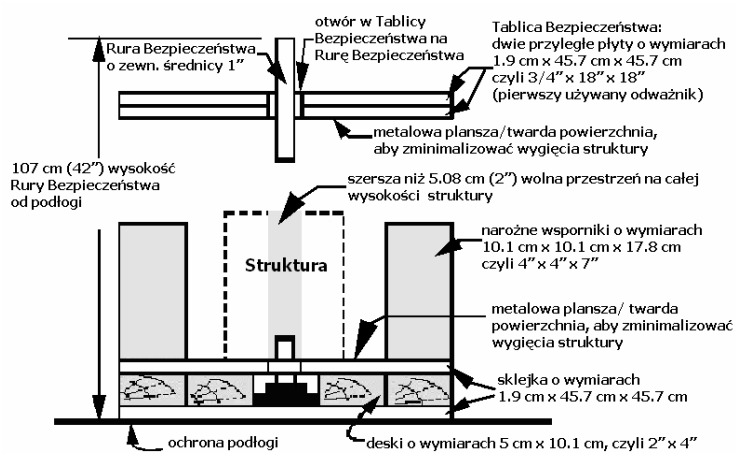 Rura Bezpieczeństwa
o zewn. średnicy 1”
otwór w Tablicy
Bezpieczeństwa na
Rurę Bezpieczeństwa
Tablica Bezpieczeństwa:
dwie przyległe płyty o wymiarach
1.9 cm x 45.7 cm x 45.7 cm
czyli 3/4” x 18” x 18”
(pierwszy używany odważnik)
metalowa plansza/twarda powierzchnia,
aby zminimalizować wygięcia struktury
107 cm (42”) wysokość
Rury Bezpieczeństwa
od podłogi
szersza niż 5.08 cm (2”) wolna przestrzeń na całej
wysokości struktury
Struktura
narożne wsporniki o wymiarach
10.1 cm x 10.1 cm x 17.8 cm
czyli 4” x 4” x 7”
metalowa plansza/ twarda
powierzchnia, aby zminimalizować
wygięcia struktury
sklejka o wymiarach
1.9 cm x 45.7 cm x 45.7 cm
ochrona podłogi
deski o wymiarach 5 cm x 10.1 cm, czyli 2” x 4”